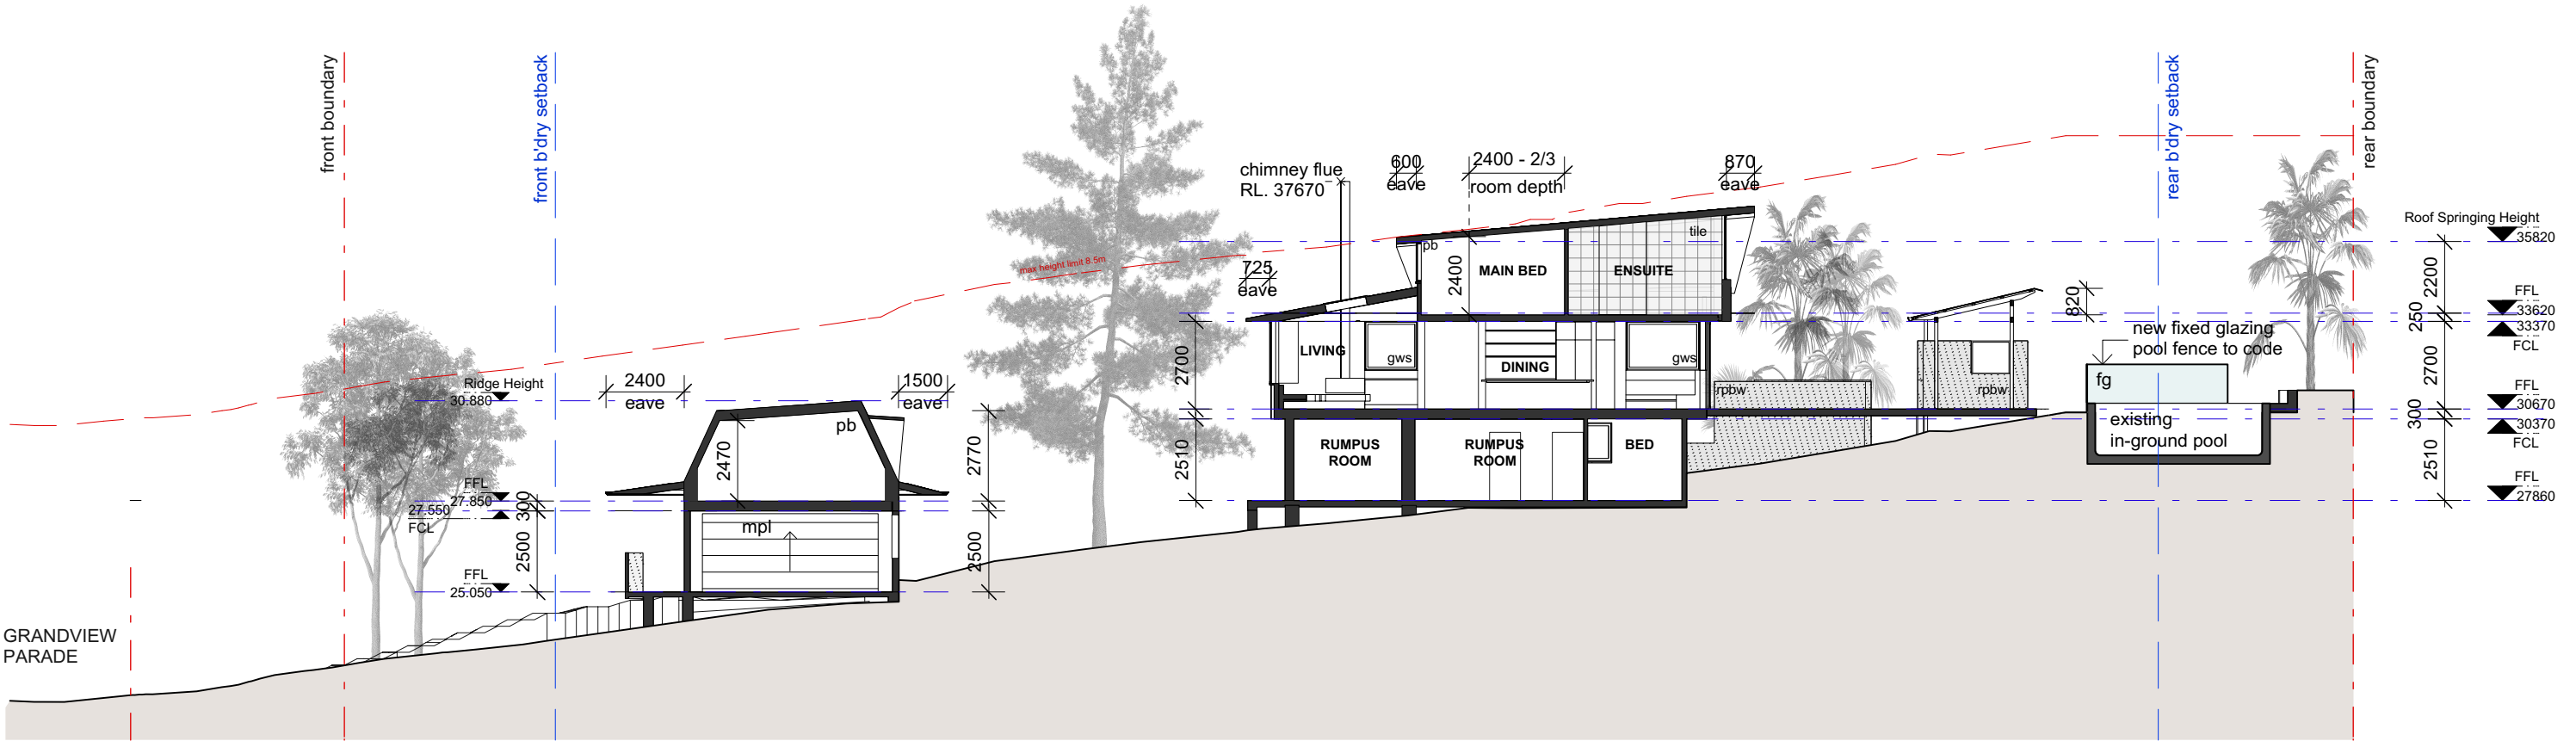 front boundary
front b'dry setback
rear b'dry setback
rear boundary
chimney flue
RL. 37670
600
eave
2400 - 2/3
room depth
870
eave
Roof Springing Height
35820
pb
tile
max height limit 8.5m
725
eave
2400
MAIN BED
ENSUITE
2200
FFL
33620
250
33370
FCL
820
new fixed glazing
pool fence to code
2700
LIVING
gws
DINING
gws
2700
Ridge Height
30.880
2400
eave
1500
eave
fg
rpbw
rpbw
FFL
30670
300
30370
FCL
existing
in-ground pool
pb
2470
2770
2510
RUMPUS
ROOM
RUMPUS
ROOM
BED
2510
FFL
27860
FFL
27.850
27.550
FCL
300
mpl
2500
2500
FFL
25.050
GRANDVIEW
PARADE